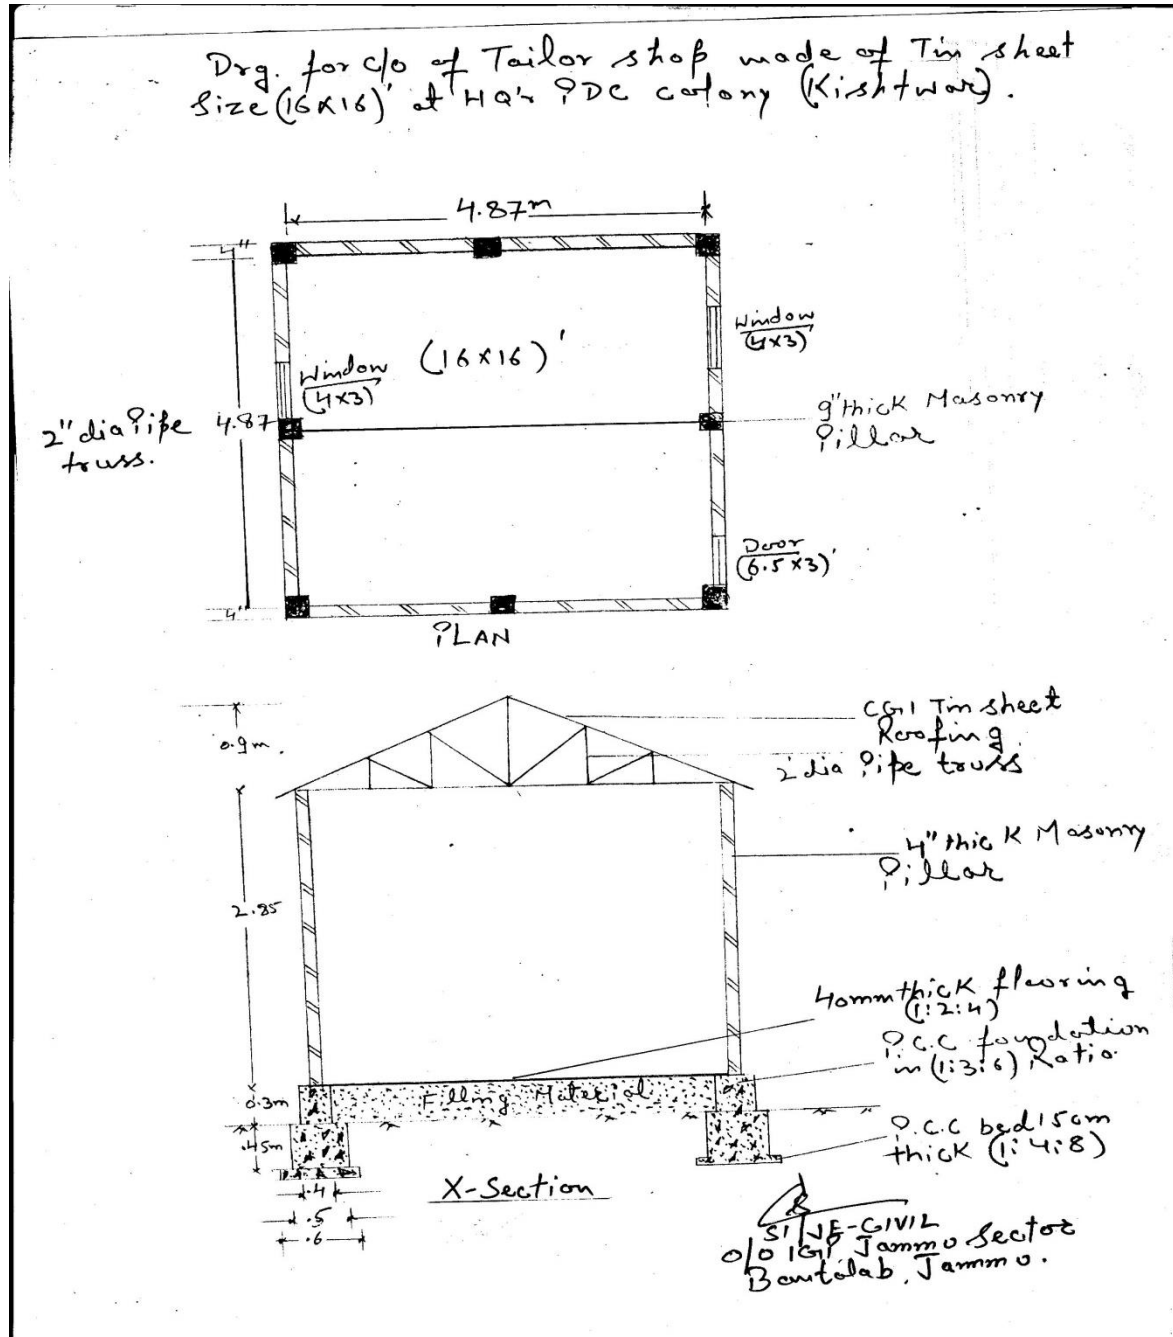 Drg. for c/o of Tailor shop made of Tin sheet
Size (16x16)' at HQ'r PDC colony (Kishtwar).
4.87m
4"
Window
(4x3)'
(16x16)'
Window
(4x3)'
2" dia Pipe
truss.
4.87
9" thick Masonry
Pillar
Door
(6.5x3)'
4"
PLAN
0.9m.
CGI Tin sheet
Roofing
2' dia Pipe truss
4" thick Masonry
Pillar
2.85
40mm thick flooring
(1:2:4)
P.C.C foundation
in (1:3:6) Ratio.
0.3m
Filling Material
.45m
P.C.C bed 15cm
thick (1:4:8)
.4
.5
.6
X-Section
SI/JE-CIVIL
O/O IGP Jammu Sector
Bantalab, Jammu.